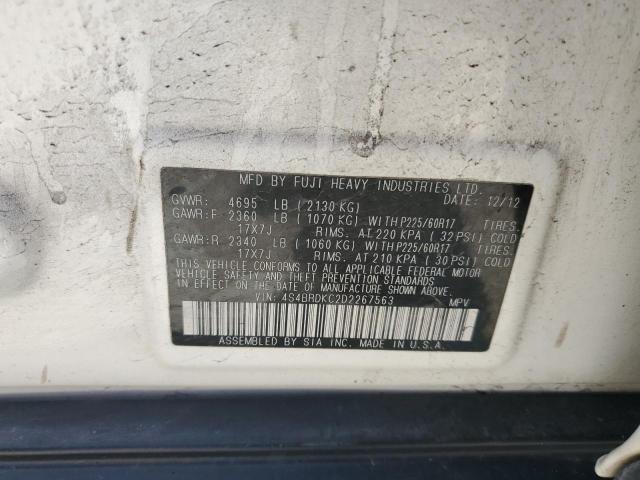 MFD BY FUJI HEAVY INDUSTRIES LTD.
GVWR: 4695 LB ( 2130 KG) DATE: 12/12
GAWR:F 2360 LB ( 1070 KG) WITH P225/60R17 TIRES.
17X7J RIMS. AT 220 KPA ( 32 PSI) COLD
GAWR:R 2340 LB ( 1060 KG) WITH P225/60R17 TIRES.
17X7J RIMS. AT 210 KPA ( 30 PSI) COLD
THIS VEHICLE CONFORMS TO ALL APPLICABLE FEDERAL MOTOR
VEHICLE SAFETY AND THEFT PREVENTION STANDARDS
IN EFFECT ON THE DATE OF MANUFACTURE SHOWN ABOVE.
VIN: 4S4BRDKC2D2267563 MPV
ASSEMBLED BY SIA INC. MADE IN U.S.A.